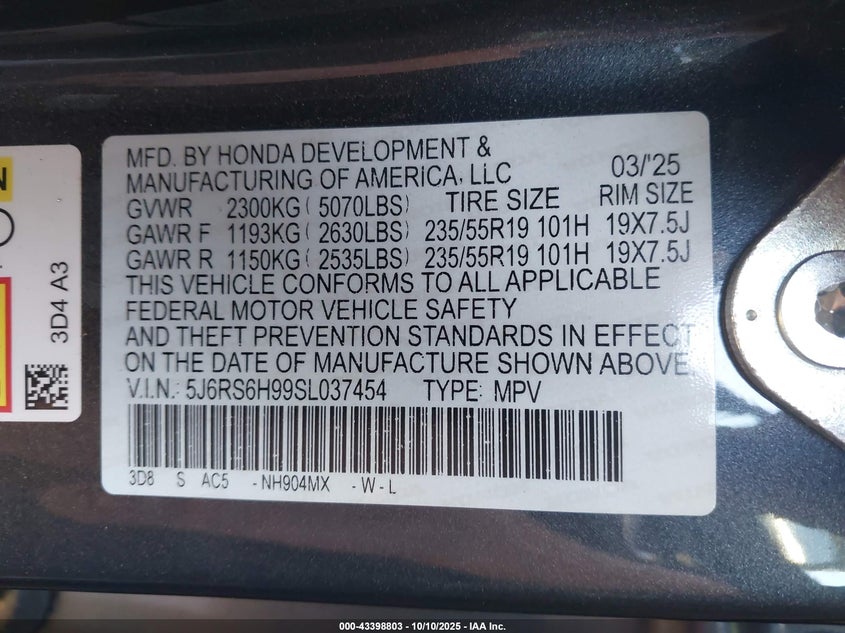 MFD. BY HONDA DEVELOPMENT &
MANUFACTURING OF AMERICA, LLC 03/'25
GVWR 2300KG ( 5070LBS) TIRE SIZE RIM SIZE
GAWR F 1193KG ( 2630LBS) 235/55R19 101H 19X7.5J
GAWR R 1150KG ( 2535LBS) 235/55R19 101H 19X7.5J
THIS VEHICLE CONFORMS TO ALL APPLICABLE
FEDERAL MOTOR VEHICLE SAFETY
AND THEFT PREVENTION STANDARDS IN EFFECT
ON THE DATE OF MANUFACTURE SHOWN ABOVE
V.I.N.: 5J6RS6H99SL037454 TYPE: MPV
3D8 S AC5 -NH904MX -W-L
3D4 A3
N
000-43398803 - 10/10/2025 - IAA Inc.